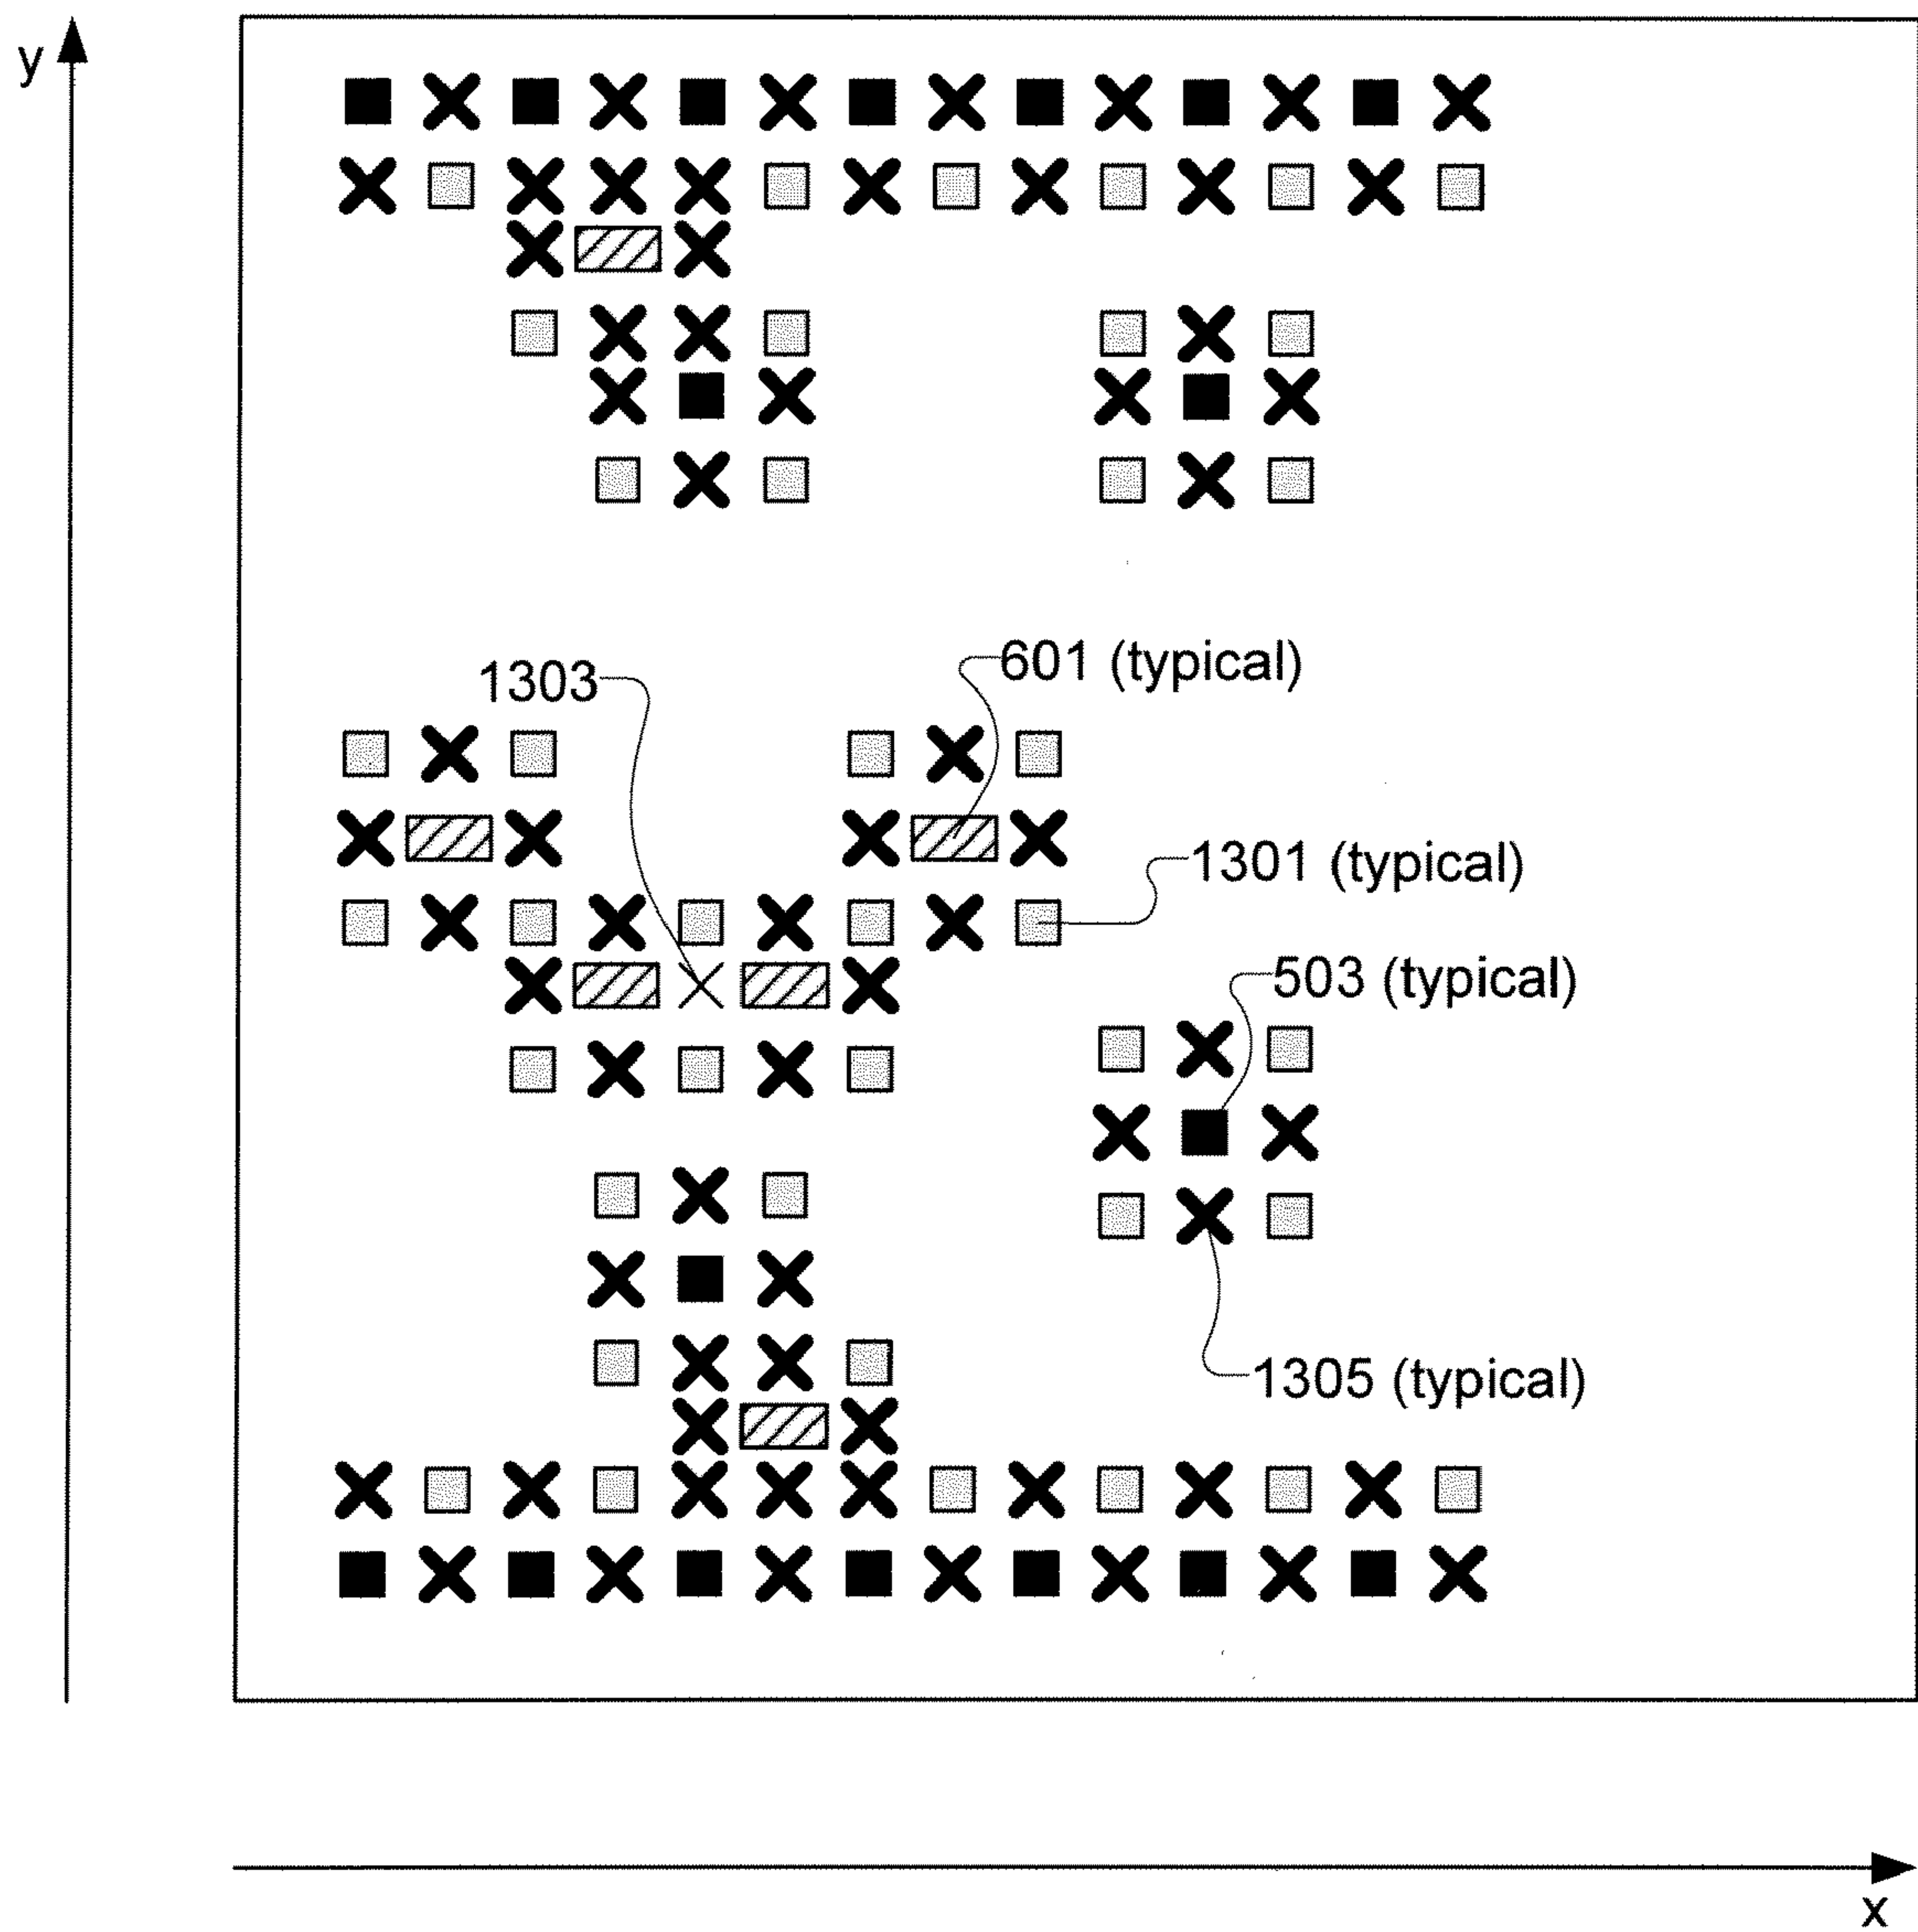 y
1303
601 (typical)
1301 (typical)
503 (typical)
1305 (typical)
x